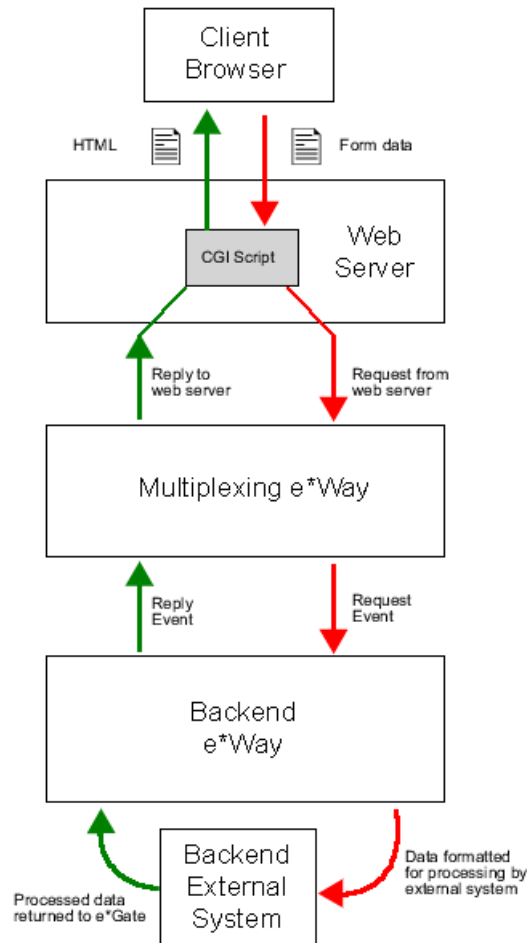 Client
Browser
HTML
Form data
Web
Server
CGI Script
Reply to
web server
Request from
web server
Multiplexing e*Way
Reply
Event
Request
Event
Backend
e*Way
Backend
External
System
Processed data
returned to e*Gate
Data formatted
for processing by
external system